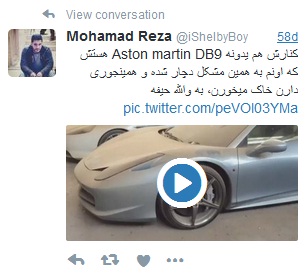 View conversation
Mohamad Reza @iShelbyBoy 58d
کنارش هم یدونه Aston martin DB9 هستش
که اونم به همین مشکل دچار شده و همینجوری
دارن خاک میخورن، به والله حیفه
pic.twitter.com/peVOl03YMa